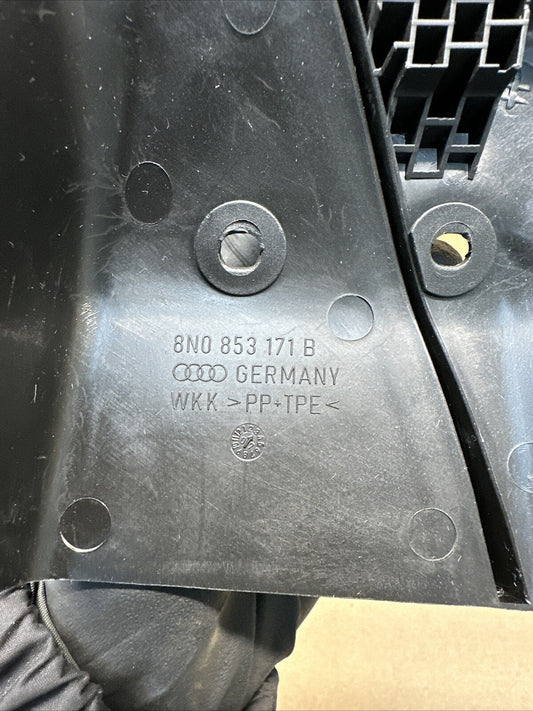 8N0 853 171 B
GERMANY
WKK >PP+TPE<